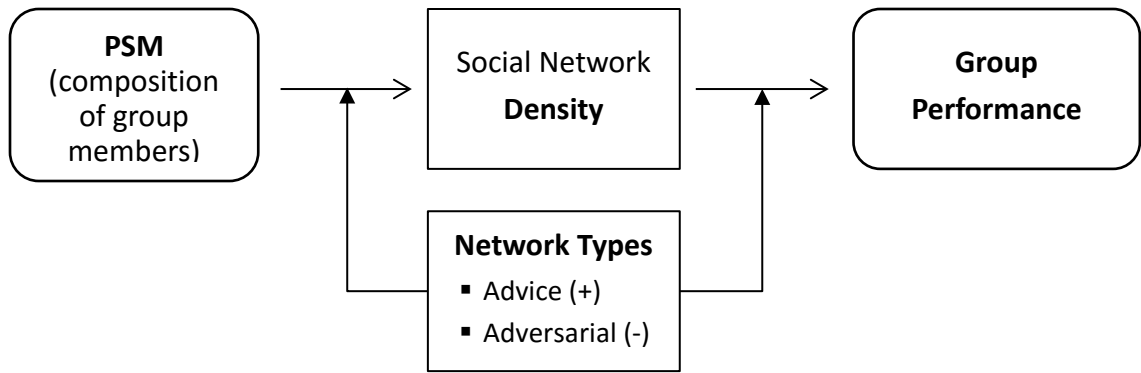 PSM
(composition
of group
members)
Social Network
Density
Group
Performance
Network Types
▪ Advice (+)
▪ Adversarial (-)